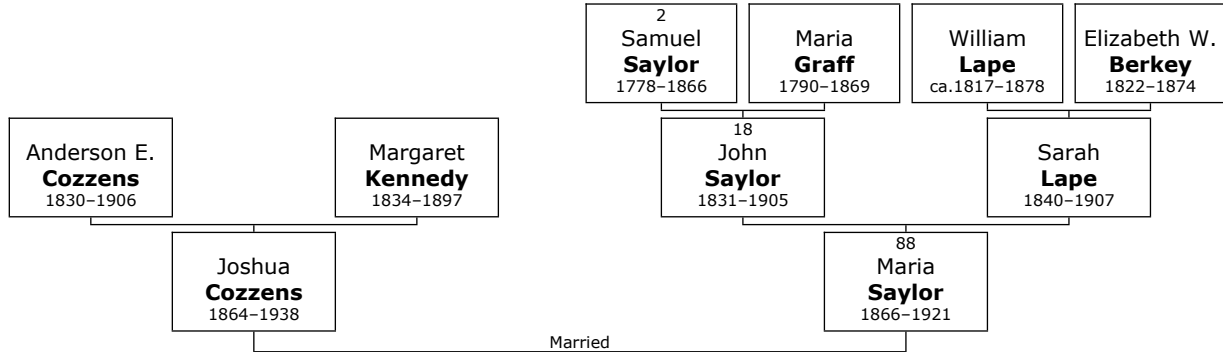 2
Samuel
Saylor
1778–1866
Maria
Graff
1790–1869
William
Lape
ca.1817–1878
Elizabeth W.
Berkey
1822–1874
Anderson E.
Cozzens
1830–1906
Margaret
Kennedy
1834–1897
18
John
Saylor
1831–1905
Sarah
Lape
1840–1907
Joshua
Cozzens
1864–1938
88
Maria
Saylor
1866–1921
Married